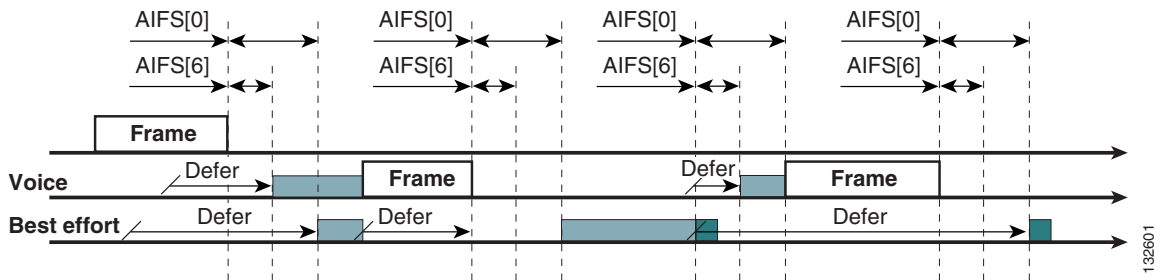 AIFS[0] AIFS[0] AIFS[0] AIFS[0]
AIFS[6] AIFS[6] AIFS[6] AIFS[6]
Frame
Voice Defer Frame Defer Frame
Best effort Defer Defer Defer
132601